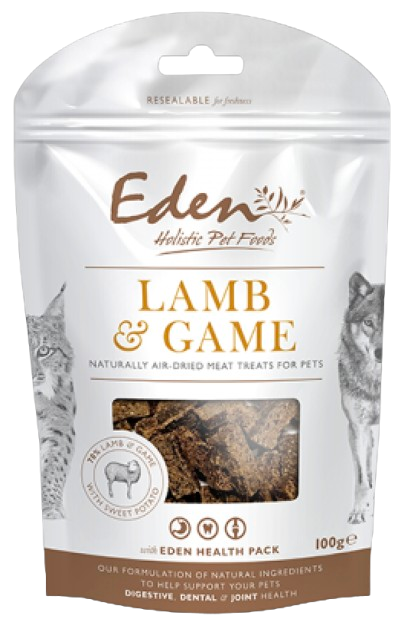 RESEALABLE for freshness
Eden®
Holistic Pet Foods
LAMB
& GAME
NATURALLY AIR-DRIED MEAT TREATS FOR PETS
78% LAMB & GAME
WITH SWEET POTATO
with EDEN HEALTH PACK
100g℮
OUR FORMULATION OF NATURAL INGREDIENTS
TO HELP SUPPORT YOUR PETS
DIGESTIVE, DENTAL & JOINT HEALTH